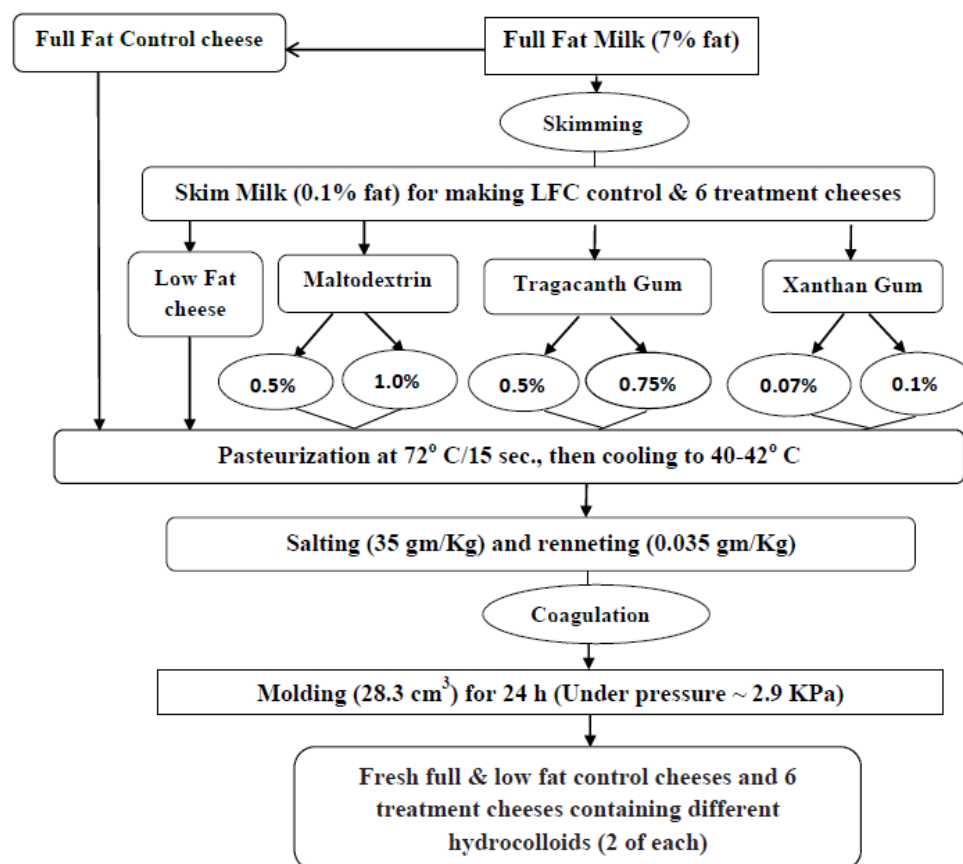 Full Fat Control cheese
Full Fat Milk (7% fat)
Skimming
Skim Milk (0.1% fat) for making LFC control & 6 treatment cheeses
Low Fat
cheese
Maltodextrin
Tragacanth Gum
Xanthan Gum
0.5%
1.0%
0.5%
0.75%
0.07%
0.1%
Pasteurization at 72° C/15 sec., then cooling to 40-42° C
Salting (35 gm/Kg) and renneting (0.035 gm/Kg)
Coagulation
Molding (28.3 cm³) for 24 h (Under pressure ~ 2.9 KPa)
Fresh full & low fat control cheeses and 6
treatment cheeses containing different
hydrocolloids (2 of each)